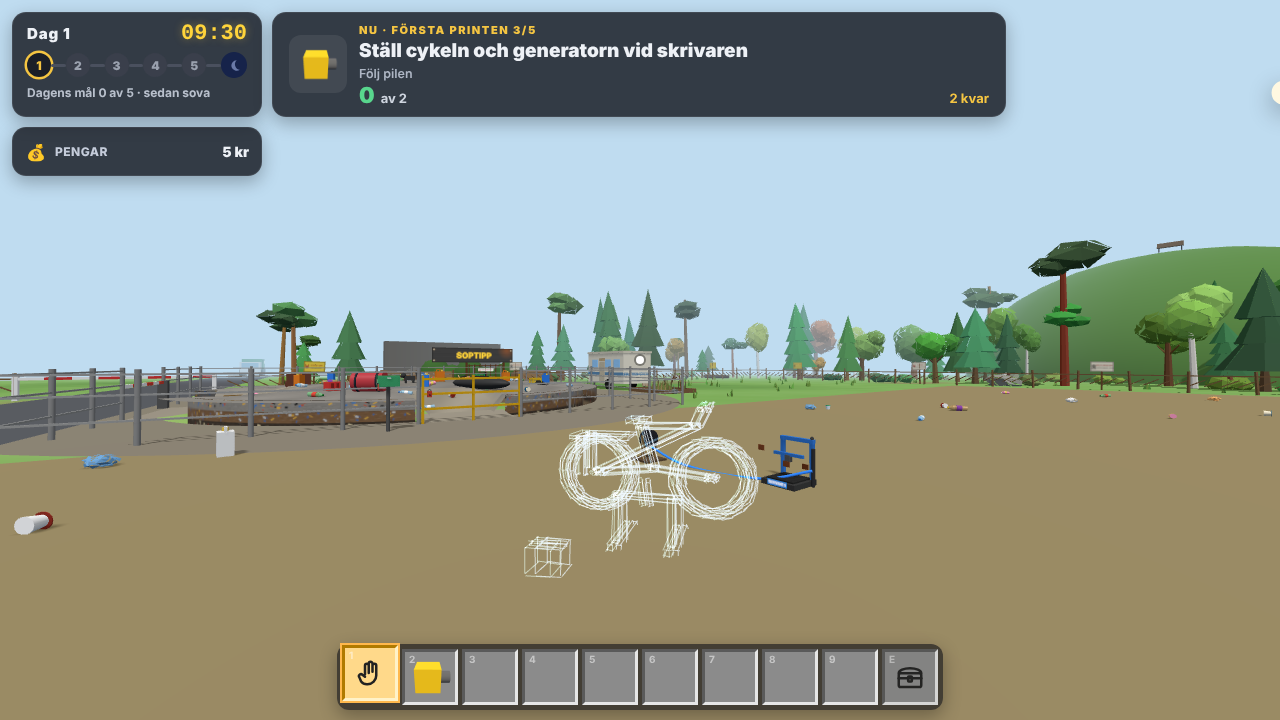 Dag 1
09:30
1 2 3 4 5
Dagens mål 0 av 5 · sedan sova
PENGAR
5 kr
NU · FÖRSTA PRINTEN 3/5
Ställ cykeln och generatorn vid skrivaren
Följ pilen
0 av 2
2 kvar
SOPTIPP
1 2 3 4 5 6 7 8 9 E